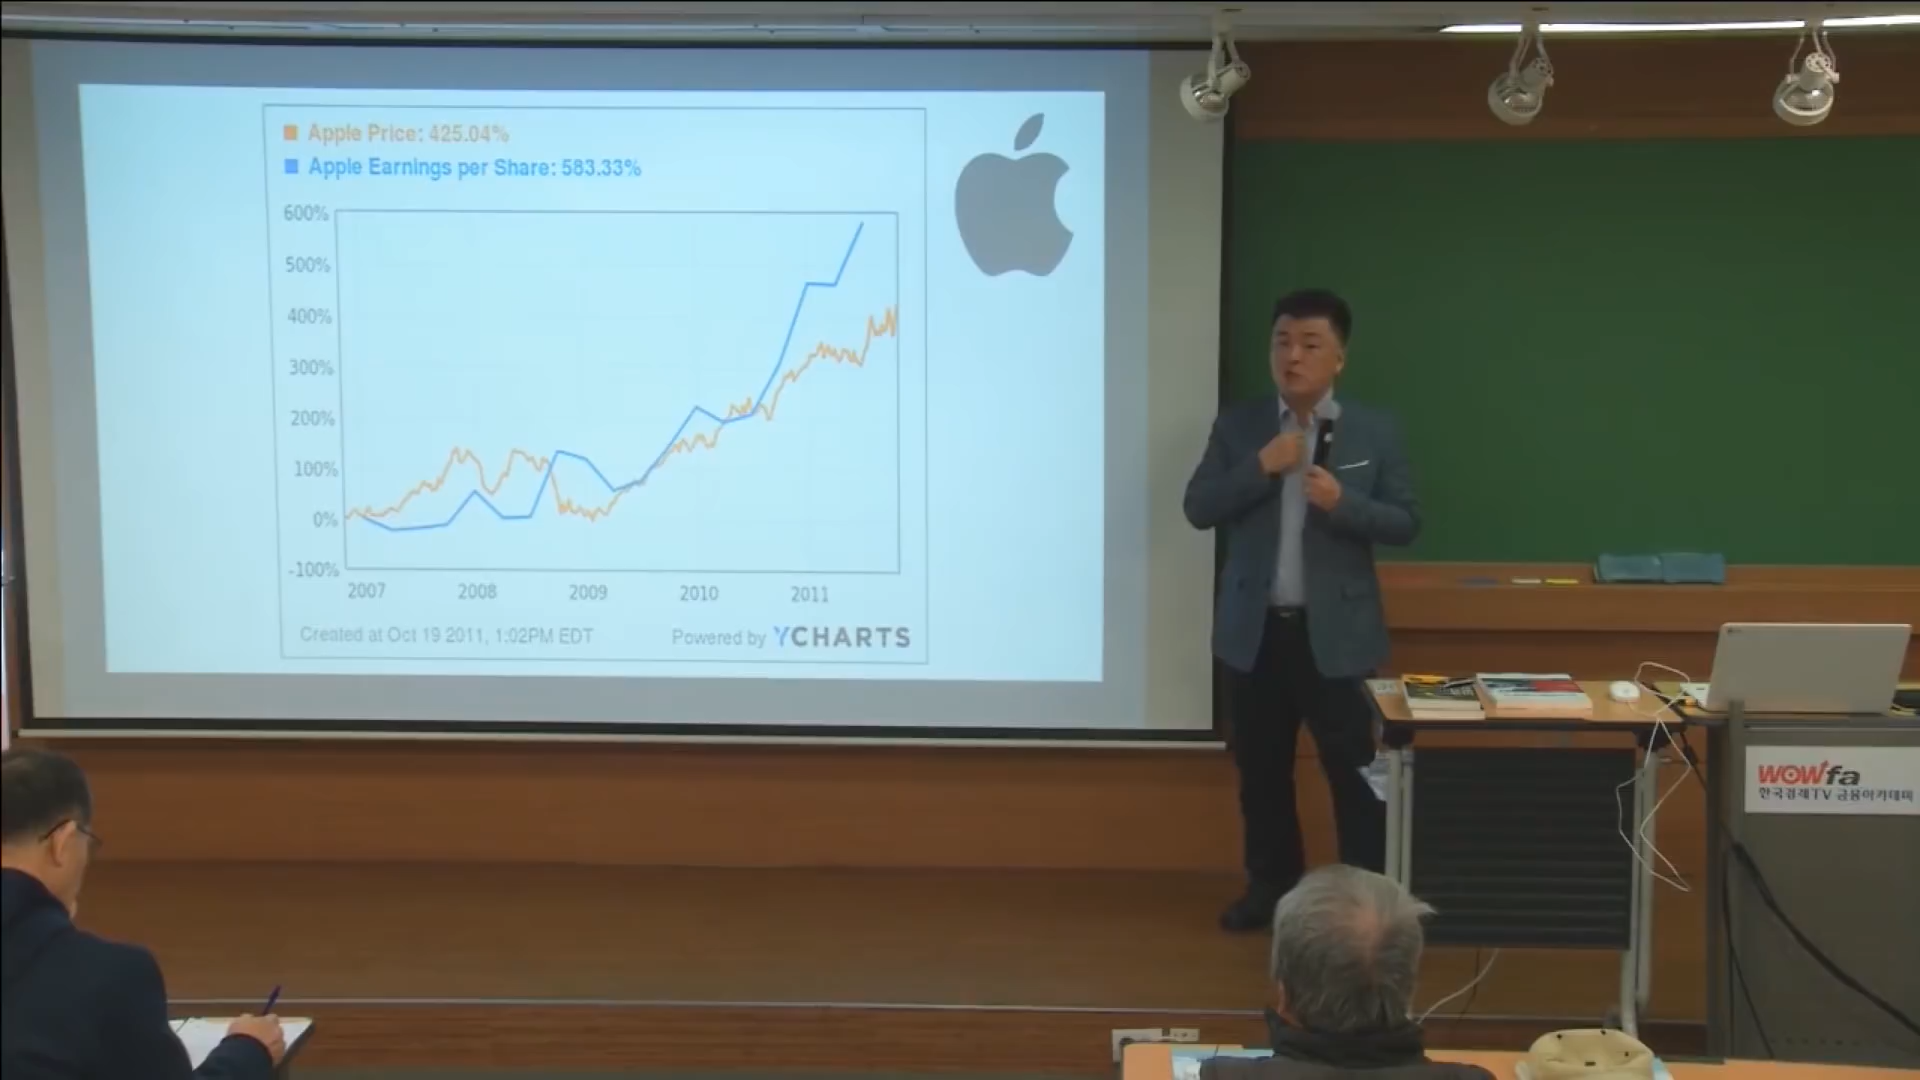 Apple Price: 425.04%
Apple Earnings per Share: 583.33%
600%
500%
400%
300%
200%
100%
0%
-100%
2007 2008 2009 2010 2011
Created at Oct 19 2011, 1:02PM EDT
Powered by YCHARTS
WOWfa
한국경제TV 금융아카데미